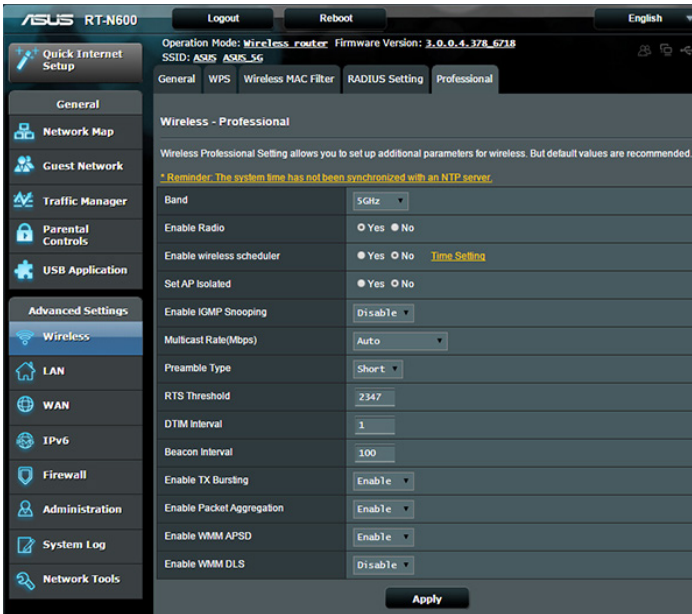 ASUS RT-N600 Logout Reboot English
Quick Internet
Setup
Operation Mode: Wireless router Firmware Version: 3.0.0.4.378_6718
SSID: ASUS ASUS_5G
General WPS Wireless MAC Filter RADIUS Setting Professional
General
Network Map
Guest Network
Traffic Manager
Parental
Controls
USB Application
Advanced Settings
Wireless
LAN
WAN
IPv6
Firewall
Administration
System Log
Network Tools
Wireless - Professional
Wireless Professional Setting allows you to set up additional parameters for wireless. But default values are recommended.
* Reminder: The system time has not been synchronized with an NTP server.
Band 5GHz
Enable Radio Yes No
Enable wireless scheduler Yes No Time Setting
Set AP Isolated Yes No
Enable IGMP Snooping Disable
Multicast Rate(Mbps) Auto
Preamble Type Short
RTS Threshold 2347
DTIM Interval 1
Beacon Interval 100
Enable TX Bursting Enable
Enable Packet Aggregation Enable
Enable WMM APSD Enable
Enable WMM DLS Disable
Apply